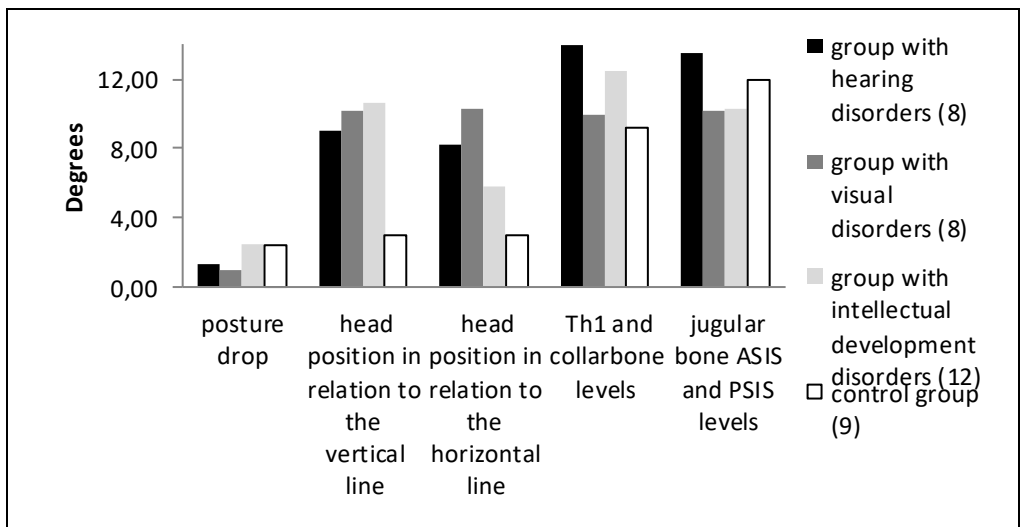 Degrees
12,00
8,00
4,00
0,00
posture
drop
head
position in
relation to
the
vertical
line
head
position in
relation to
the
horizontal
line
Th1 and
collarbone
levels
jugular
bone ASIS
and PSIS
levels
group with
hearing
disorders (8)
group with
visual
disorders (8)
group with
intellectual
development
disorders (12)
control group
(9)